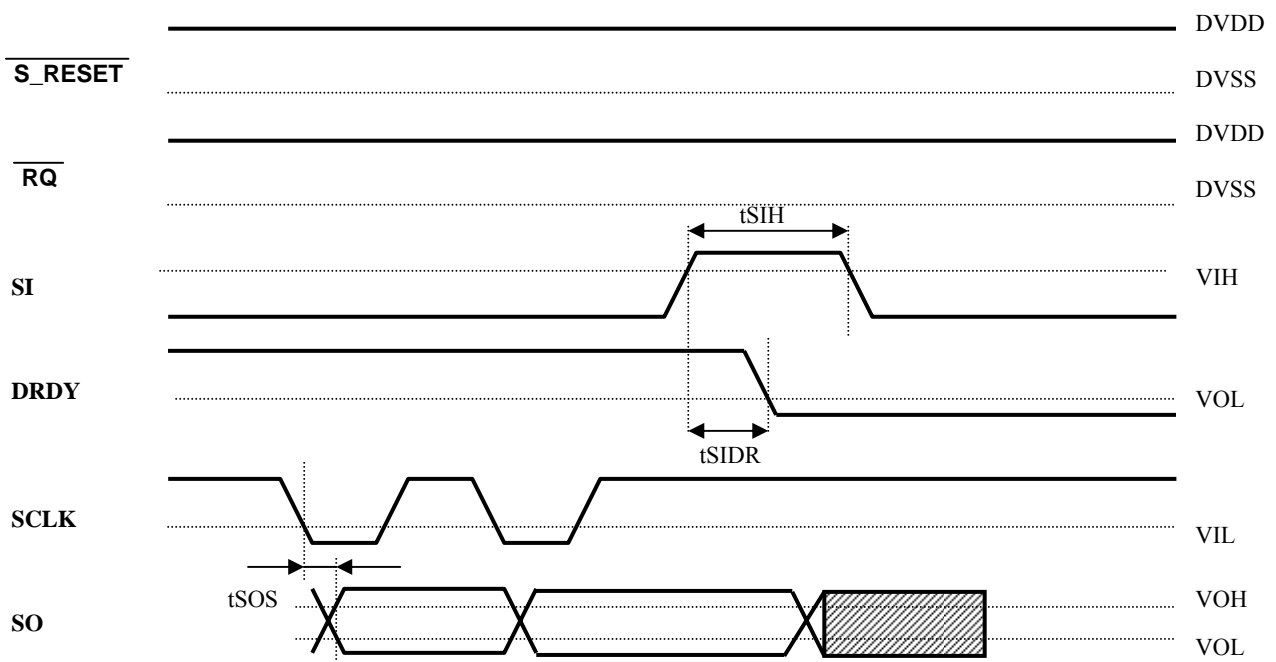 DVDD
S_RESET
DVSS
DVDD
RQ
DVSS
tSIH
SI
VIH
DRDY
VOL
tSIDR
SCLK
VIL
tSOS
VOH
SO
VOL